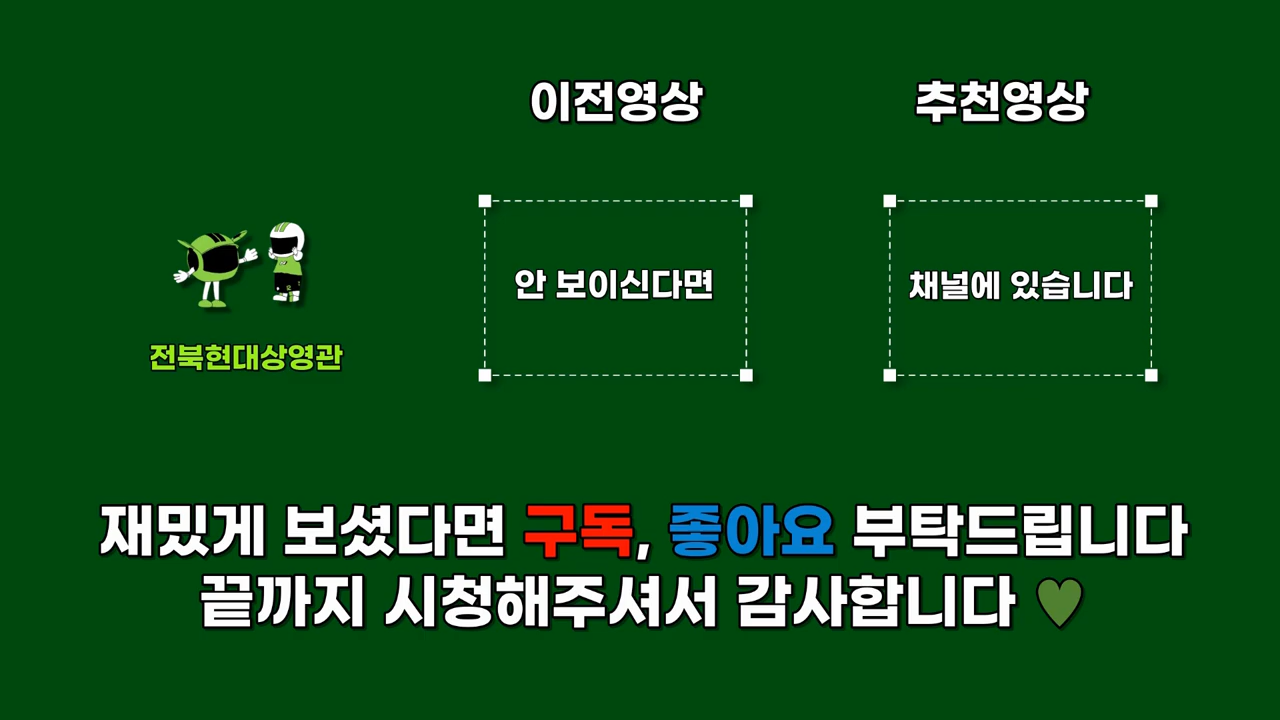 이전영상
추천영상
안 보이신다면
채널에 있습니다
전북현대상영관
재밌게 보셨다면 구독, 좋아요 부탁드립니다
끝까지 시청해주셔서 감사합니다 ♥